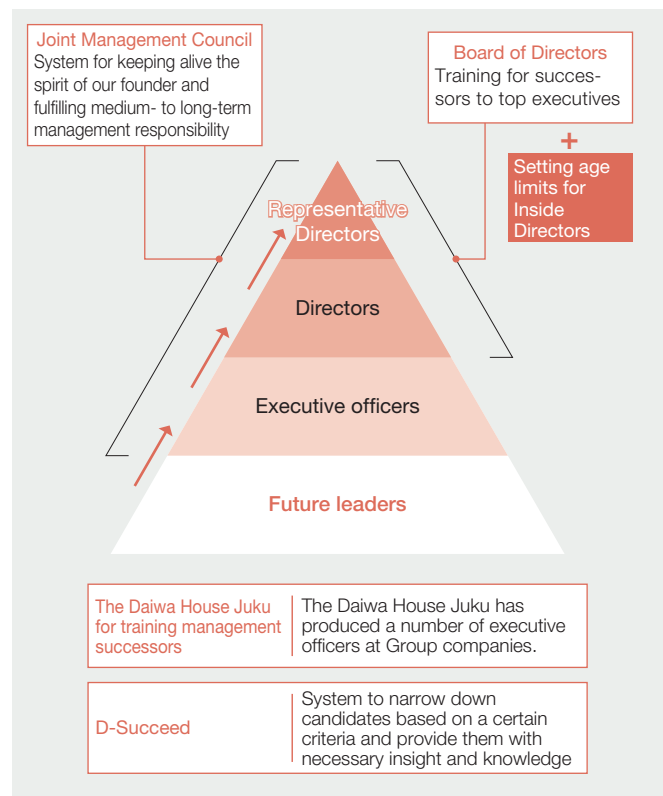 Joint Management Council
System for keeping alive the
spirit of our founder and
fulfilling medium- to long-term
management responsibility
Board of Directors
Training for succes-
sors to top executives
+
Setting age
limits for
Inside
Directors
Representative
Directors
Directors
Executive officers
Future leaders
The Daiwa House Juku
for training management
successors
The Daiwa House Juku has
produced a number of executive
officers at Group companies.
D-Succeed
System to narrow down
candidates based on a certain
criteria and provide them with
necessary insight and knowledge